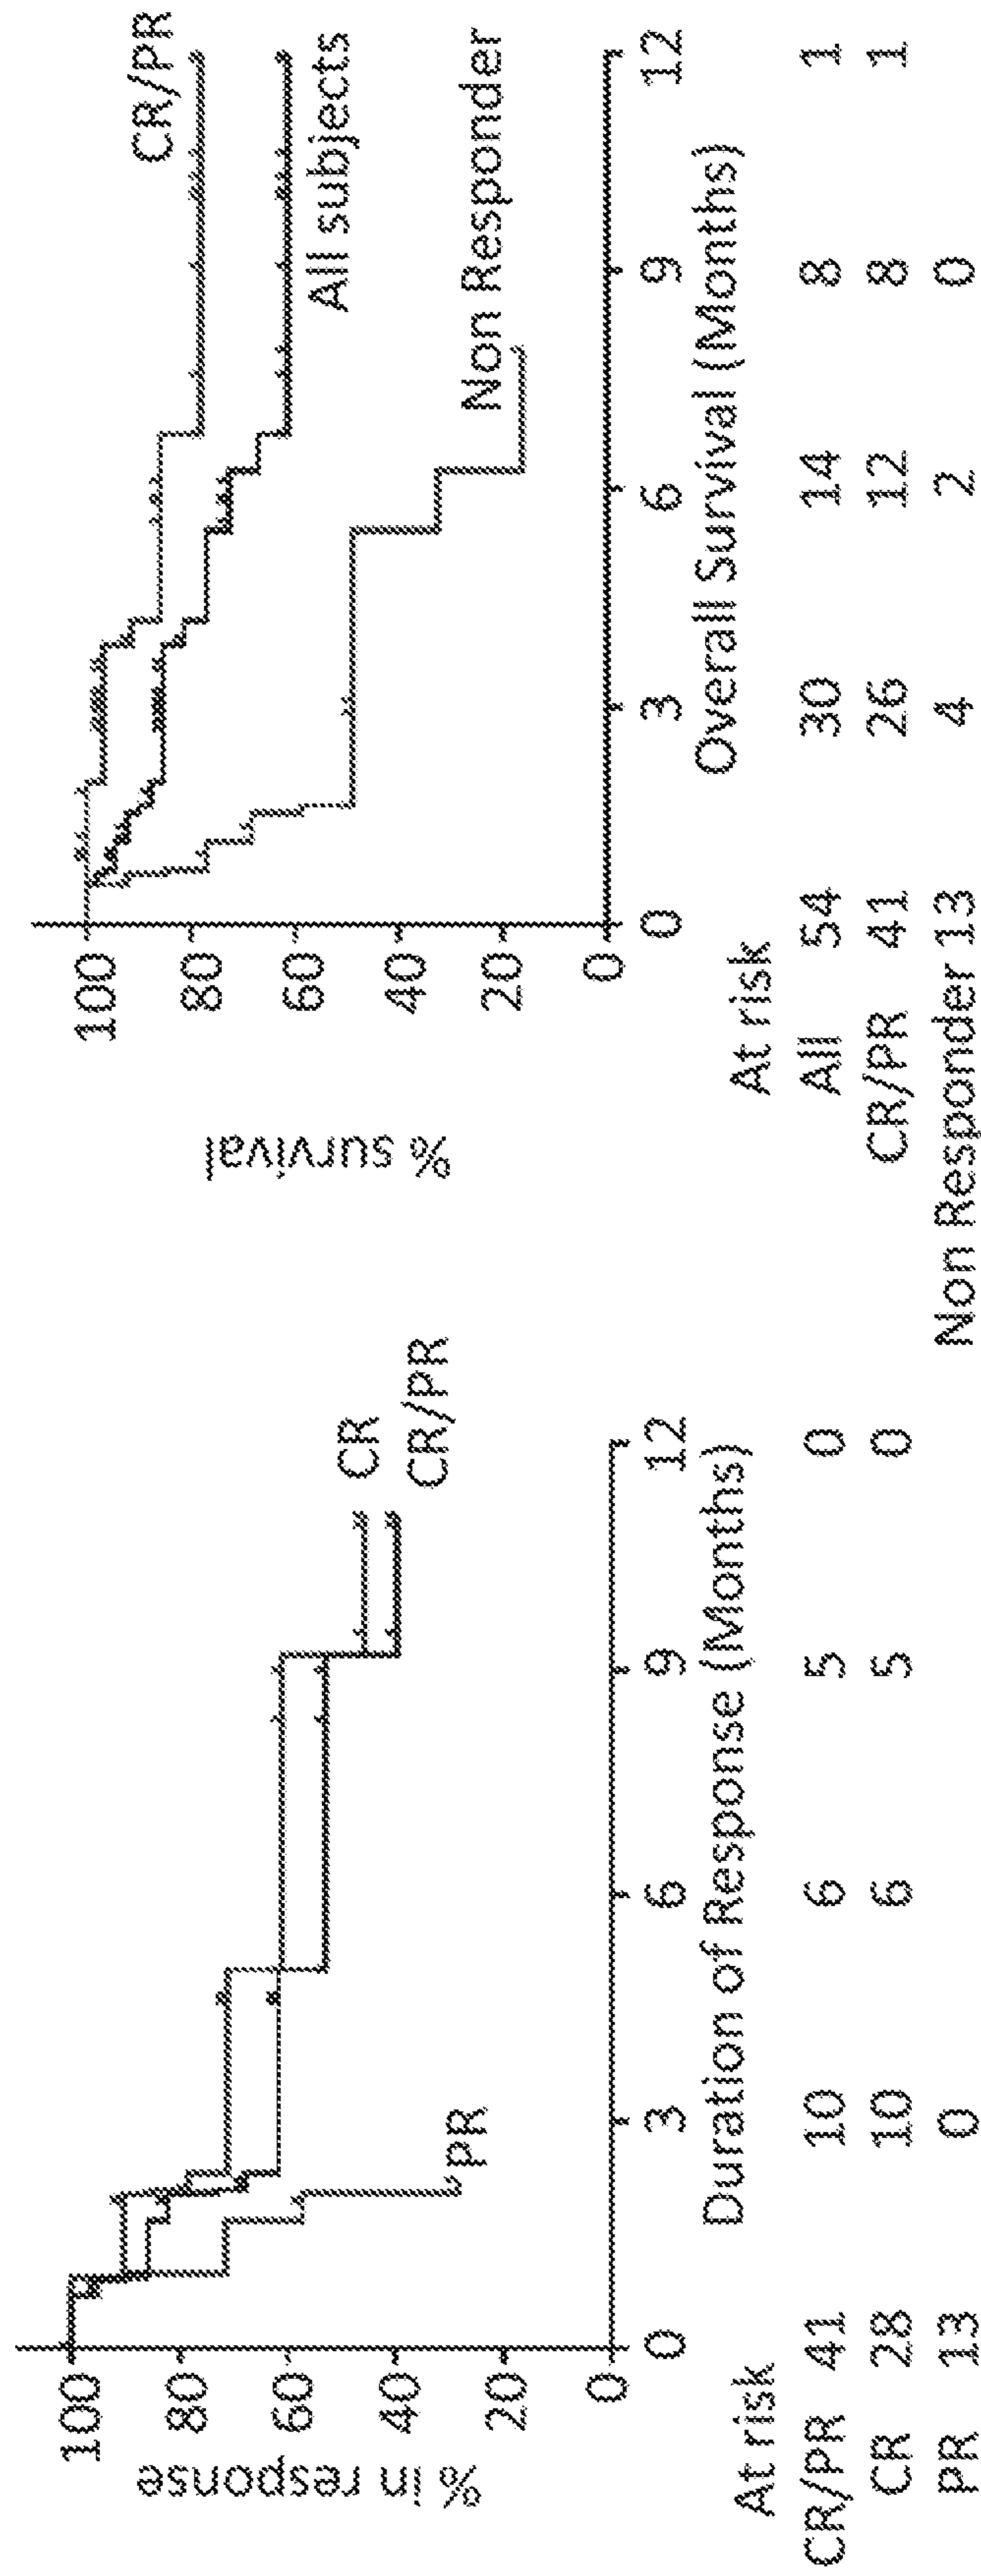 % in response
100
80
60
40
20
0
CR
CR/PR
PR
0 3 6 9 12
Duration of Response (Months)
At risk
CR/PR 41 10 6 5 0
CR 28 10 6 5 0
PR 13 0
% survival
100
80
60
40
20
0
CR/PR
All subjects
Non Responder
0 3 6 9 12
Overall Survival (Months)
At risk
All 54 30 14 8 1
CR/PR 41 26 12 8 1
Non Responder 13 4 2 0